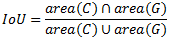 IoU = area(C) ∩ area(G) / area(C) ∪ area(G)